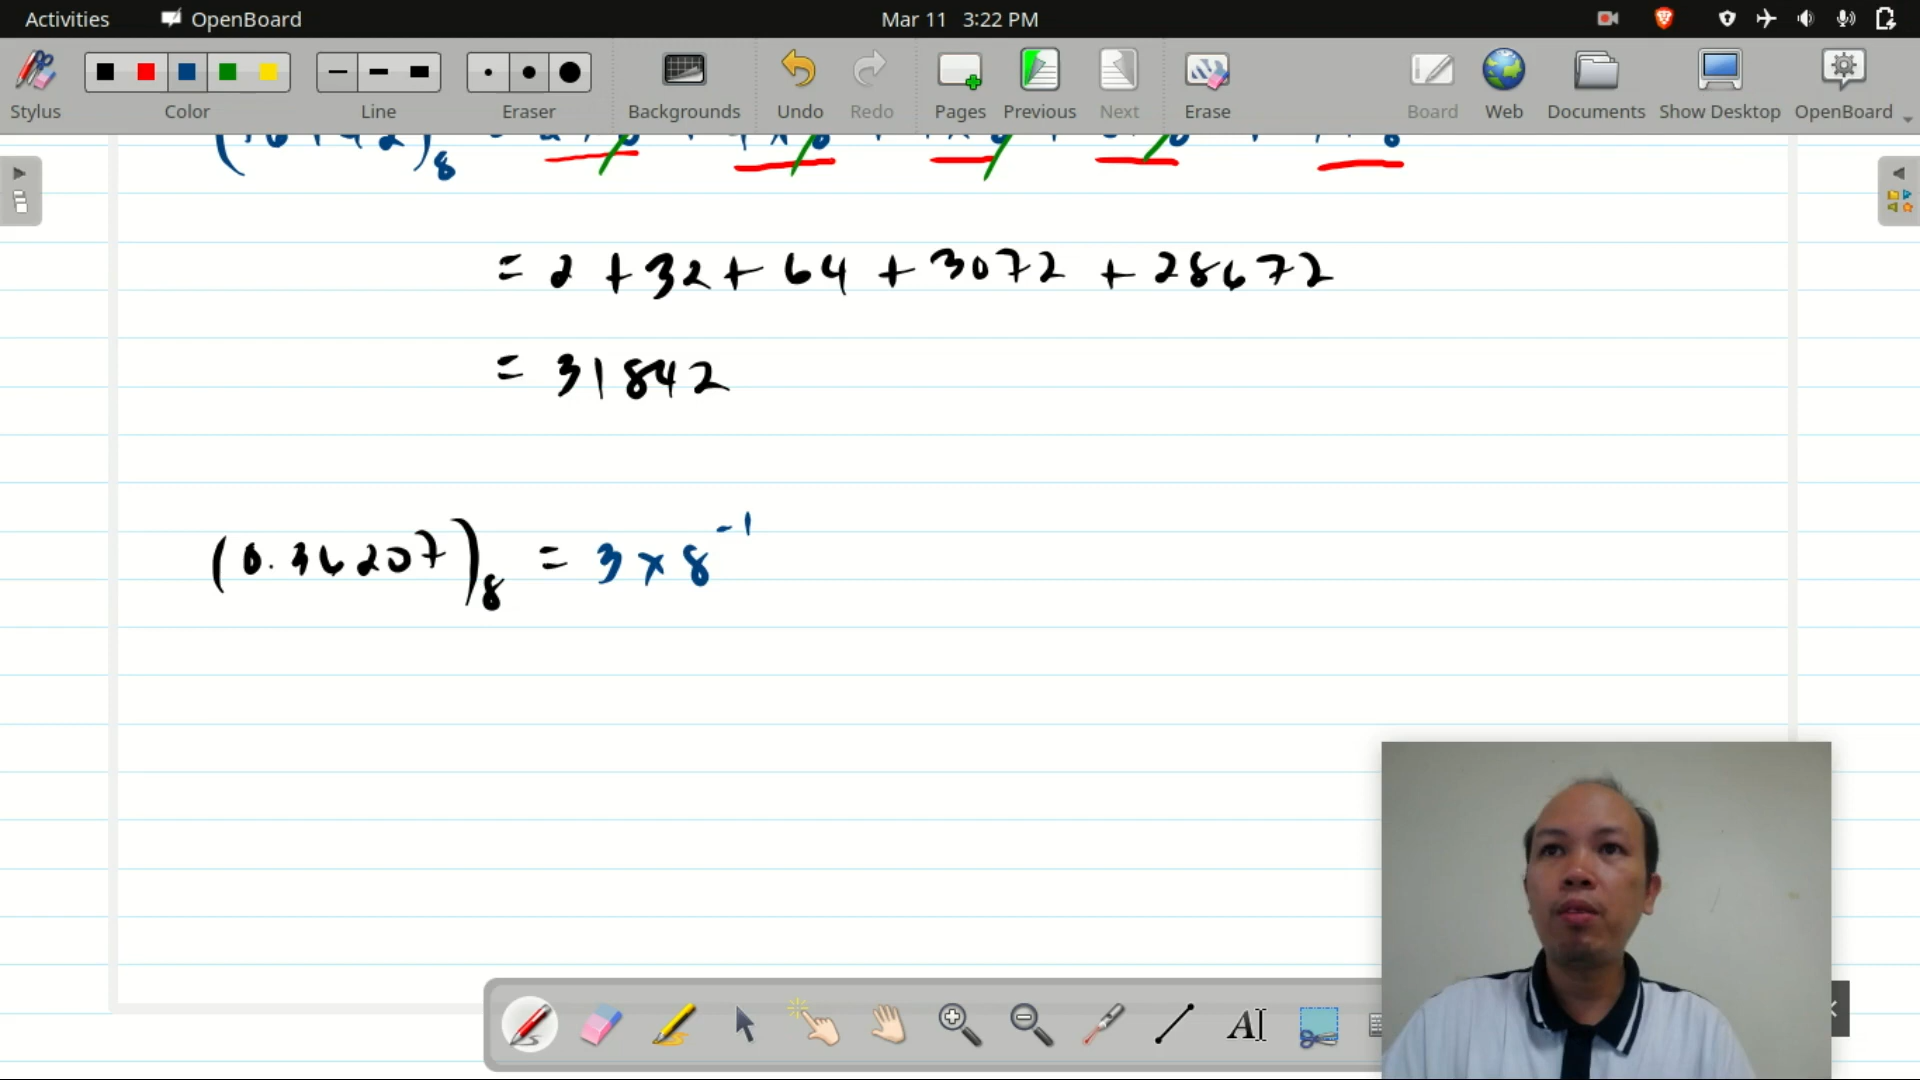 Activities OpenBoard Mar 11 3:22 PM
Stylus Color Line Eraser Backgrounds Undo Redo Pages Previous Next Erase Board Web Documents Show Desktop OpenBoard
= 2 + 32 + 64 + 3072 + 28672
= 31842
(0.36207)8 = 3 x 8^-1
AI